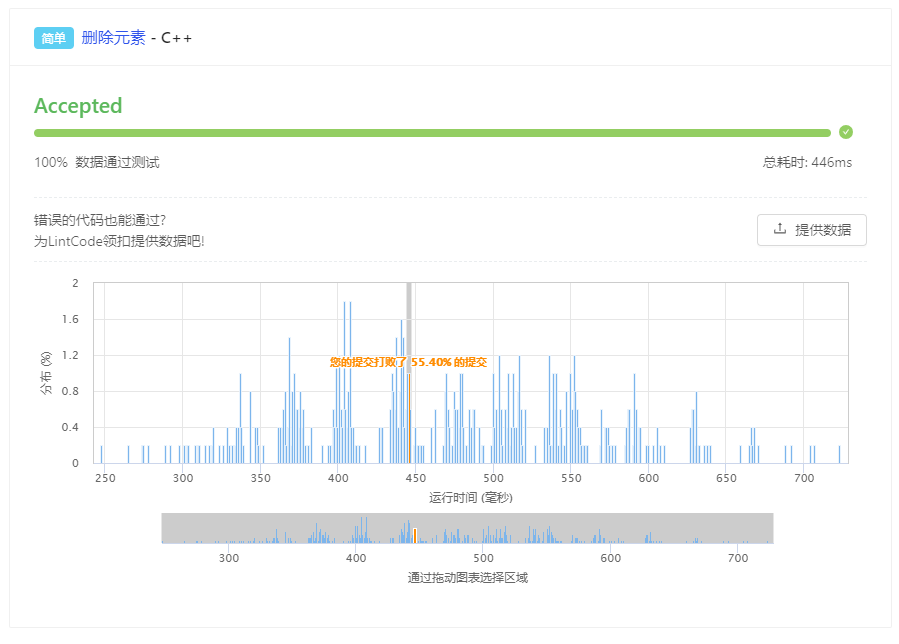 简单 删除元素 - C++
Accepted
100% 数据通过测试 总耗时: 446ms
错误的代码也能通过?
为LintCode领扣提供数据吧!
提供数据
2
1.6
1.2
0.8
0.4
0
分布 (%)
您的提交打败了 55.40% 的提交
250 300 350 400 450 500 550 600 650 700
运行时间 (毫秒)
300 400 500 600 700
通过拖动图表选择区域